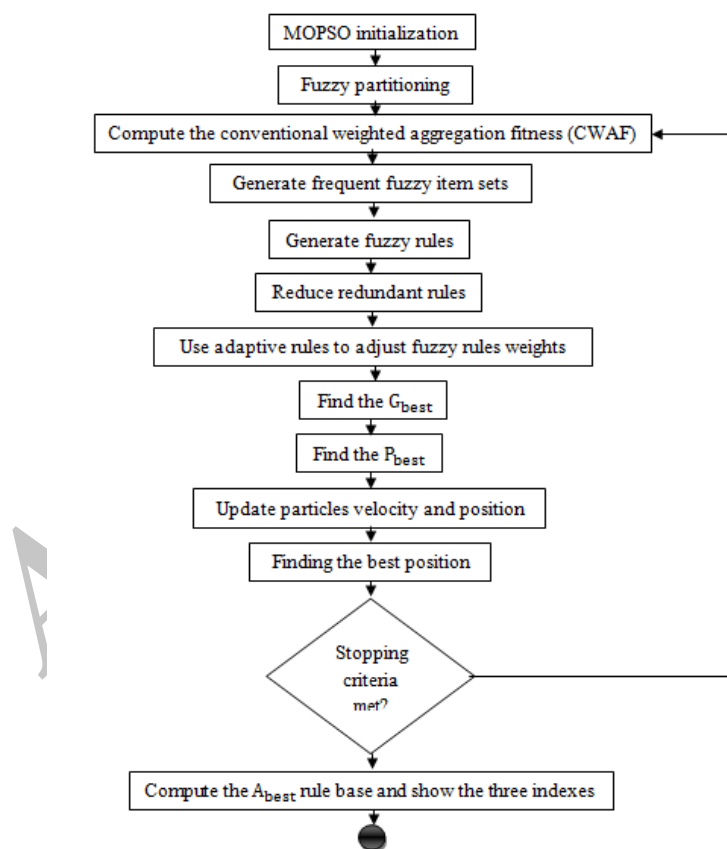 MOPSO initialization
Fuzzy partitioning
Compute the conventional weighted aggregation fitness (CWAF)
Generate frequent fuzzy item sets
Generate fuzzy rules
Reduce redundant rules
Use adaptive rules to adjust fuzzy rules weights
Find the Gbest
Find the Pbest
Update particles velocity and position
Finding the best position
Stopping
criteria
met?
Compute the Abest rule base and show the three indexes